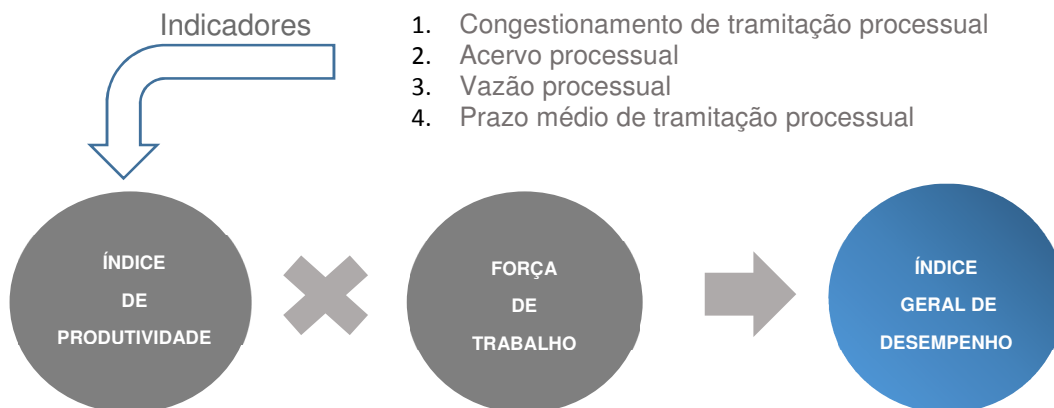 Indicadores
1. Congestionamento de tramitação processual
2. Acervo processual
3. Vazão processual
4. Prazo médio de tramitação processual
ÍNDICE
DE
PRODUTIVIDADE
FORÇA
DE
TRABALHO
ÍNDICE
GERAL DE
DESEMPENHO